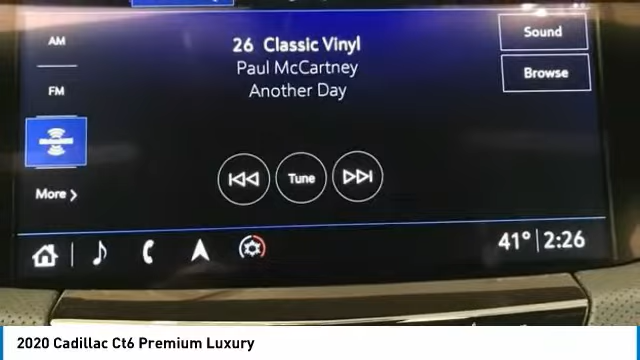 AM
26 Classic Vinyl
Sound
Paul McCartney
Browse
FM
Another Day
More
Tune
41° 2:26
2020 Cadillac Ct6 Premium Luxury